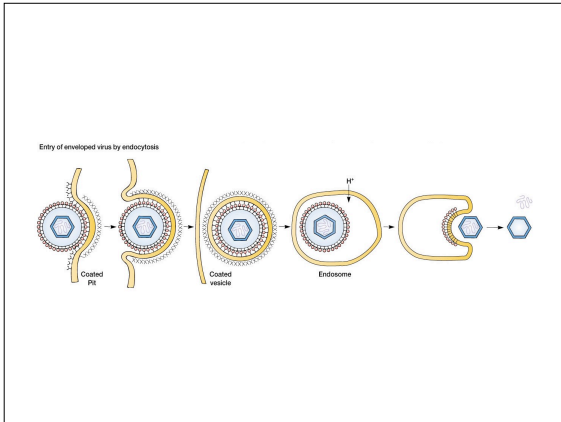 Entry of enveloped virus by endocytosis
H⁺
Coated
Pit
Coated
vesicle
Endosome